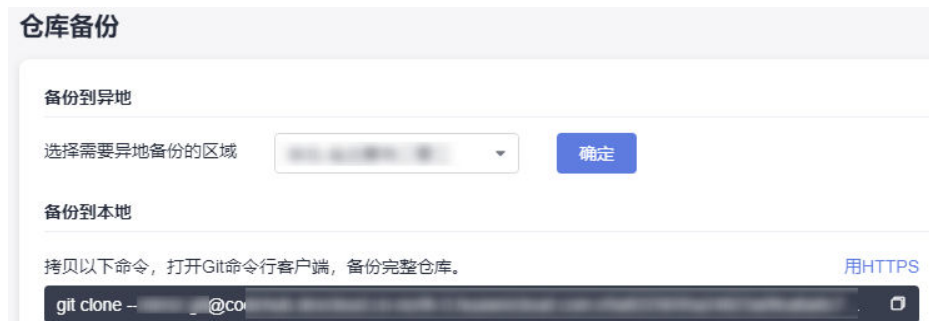 仓库备份
备份到异地
选择需要异地备份的区域
确定
备份到本地
拷贝以下命令，打开Git命令行客户端，备份完整仓库。 用HTTPS
git clone -- @co